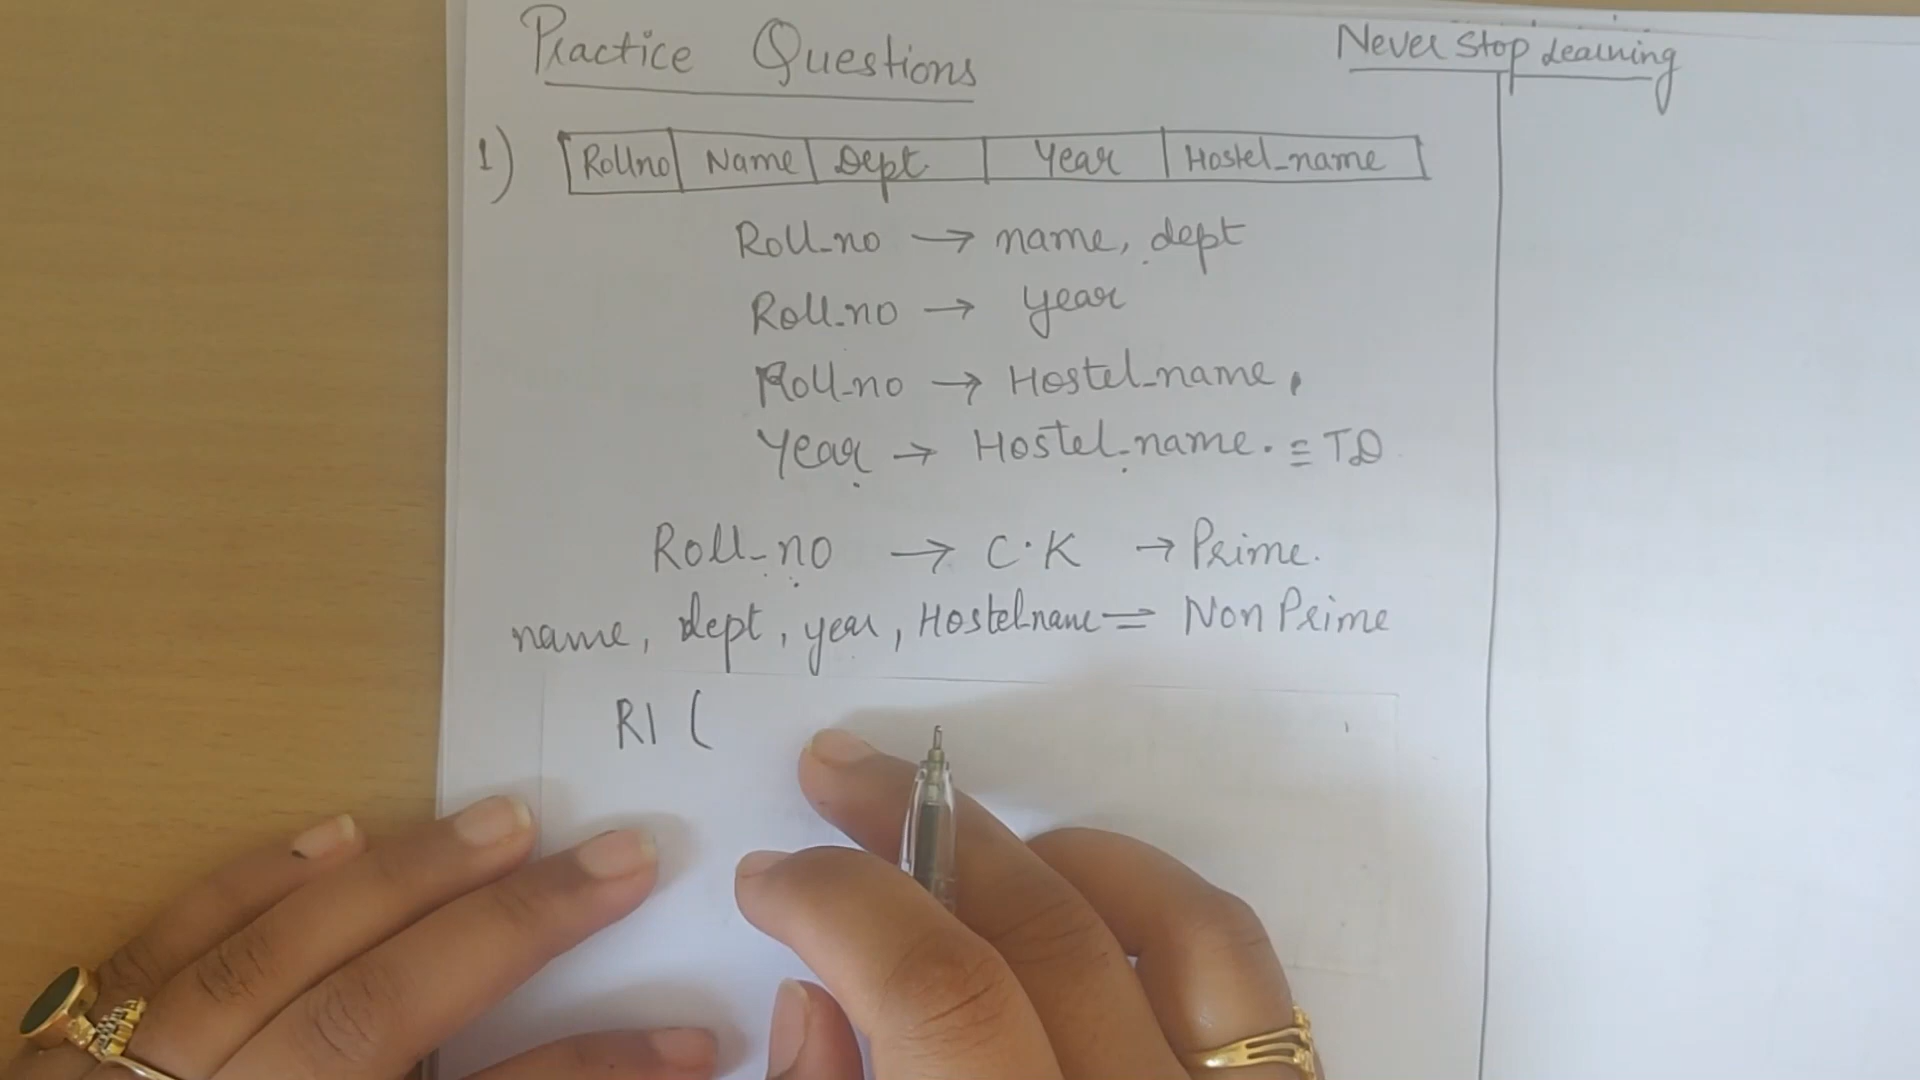 Practice Questions
Never Stop Learning
1) Rollno Name Dept Year Hostel_name
Roll_no → name, dept
Roll_no → year
Roll_no → Hostel_name.
Year → Hostel_name. ≡ TD
Roll_no → C.K → Prime.
name, dept, year, Hostelname = Non Prime
R1 (